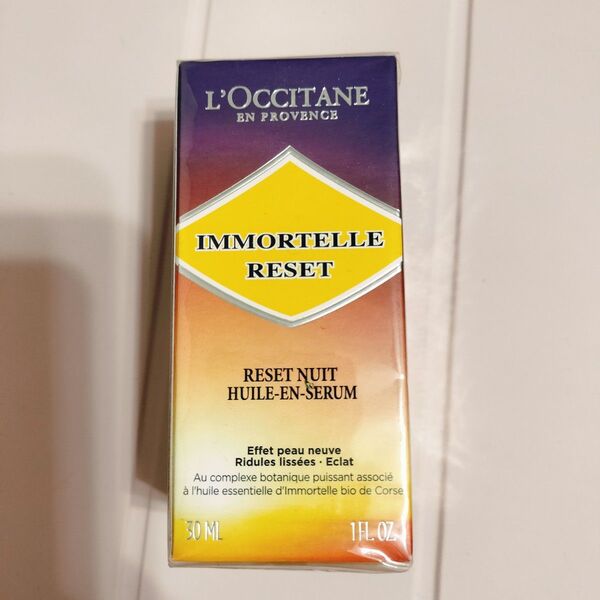 L'OCCITANE
EN PROVENCE
IMMORTELLE
RESET
RESET NUIT
HUILE-EN-SERUM
Effet peau neuve
Ridules lissées · Eclat
Au complexe botanique puissant associé
à l'huile essentielle d'Immortelle bio de Corse
30 ML 1 FL OZ